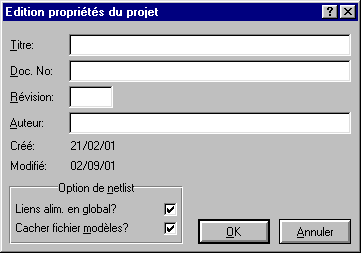 Edition propriétés du projet
Titre:
Doc. No:
Révision:
Auteur:
Créé: 21/02/01
Modifié: 02/09/01
Option de netlist
Liens alim. en global?
Cacher fichier modèles?
OK Annuler